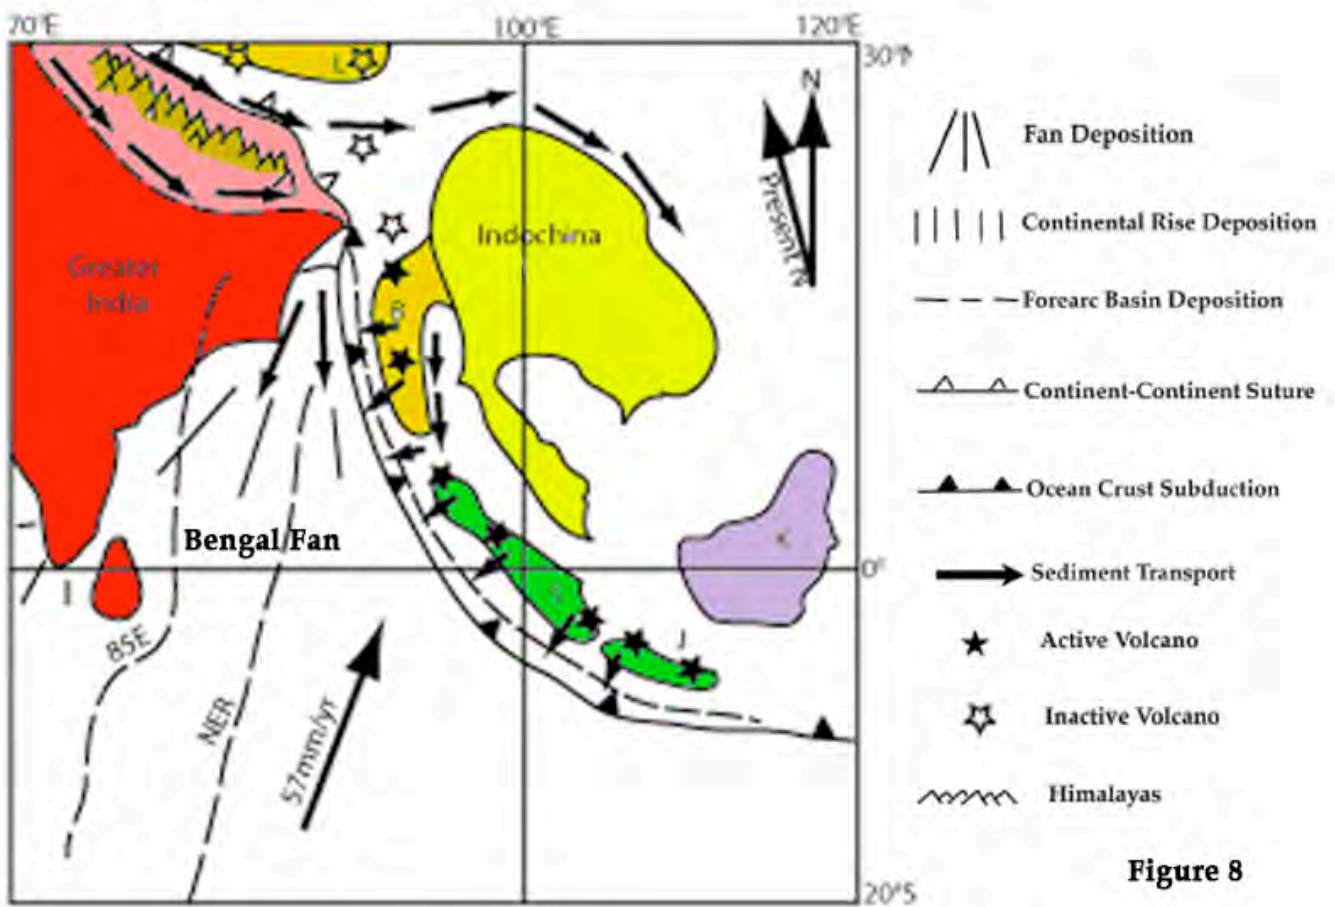 70°E
100°E
120°E
30°
L
N
Present N
Indochina
Greater
India
B
Bengal Fan
K
0°
I
85E
J
NER
57mm/yr
20°S
Fan Deposition
Continental Rise Deposition
Forearc Basin Deposition
Continent-Continent Suture
Ocean Crust Subduction
Sediment Transport
Active Volcano
Inactive Volcano
Himalayas
Figure 8